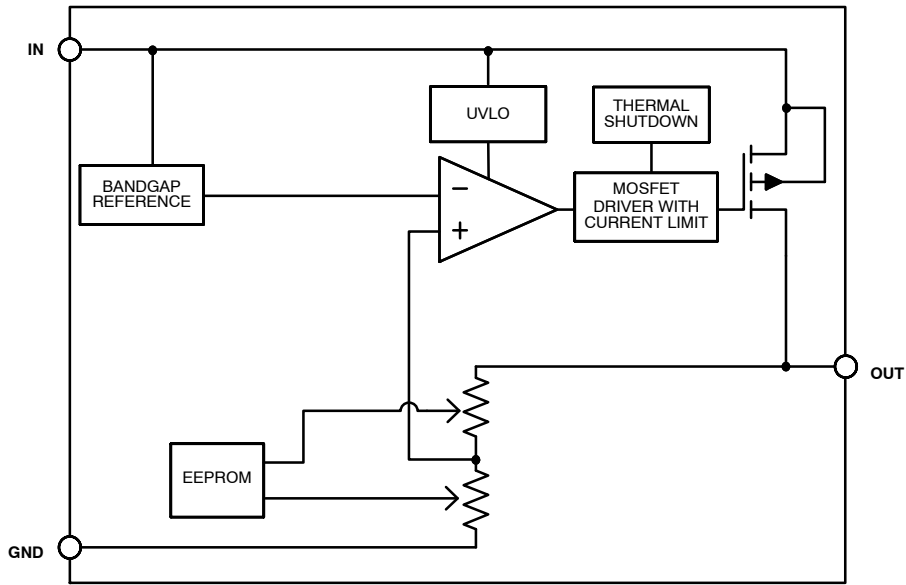 IN
UVLO
THERMAL
SHUTDOWN
BANDGAP
REFERENCE
−
+
MOSFET
DRIVER WITH
CURRENT LIMIT
OUT
EEPROM
GND